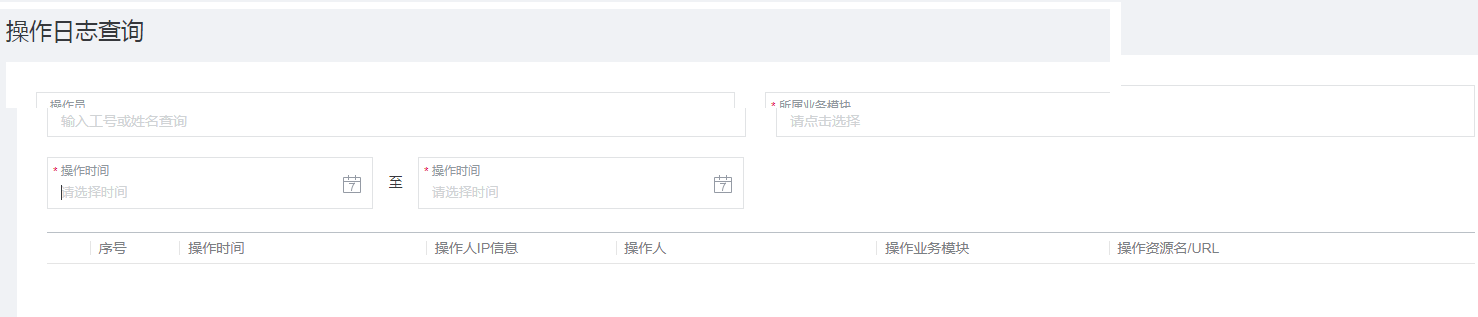 操作日志查询
操作员 * 所属业务模块
输入工号或姓名查询 请点击选择
* 操作时间 * 操作时间
请选择时间 7 至 请选择时间 7
序号 操作时间 操作人IP信息 操作人 操作业务模块 操作资源名/URL